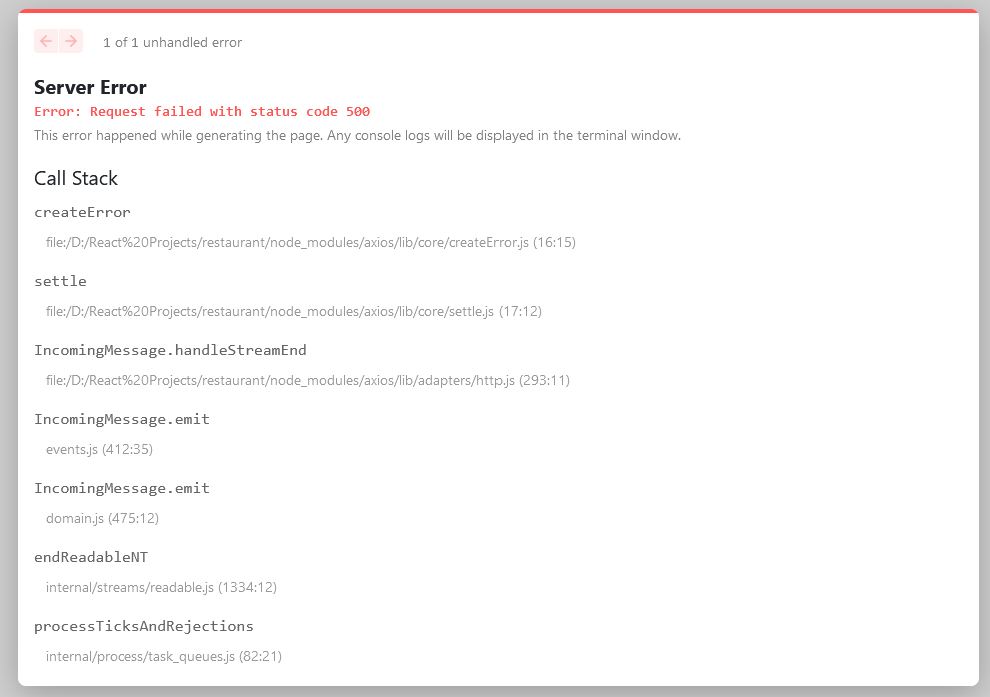 1 of 1 unhandled error
Server Error
Error: Request failed with status code 500
This error happened while generating the page. Any console logs will be displayed in the terminal window.
Call Stack
createError
file:/D:/React%20Projects/restaurant/node_modules/axios/lib/core/createError.js (16:15)
settle
file:/D:/React%20Projects/restaurant/node_modules/axios/lib/core/settle.js (17:12)
IncomingMessage.handleStreamEnd
file:/D:/React%20Projects/restaurant/node_modules/axios/lib/adapters/http.js (293:11)
IncomingMessage.emit
events.js (412:35)
IncomingMessage.emit
domain.js (475:12)
endReadableNT
internal/streams/readable.js (1334:12)
processTicksAndRejections
internal/process/task_queues.js (82:21)